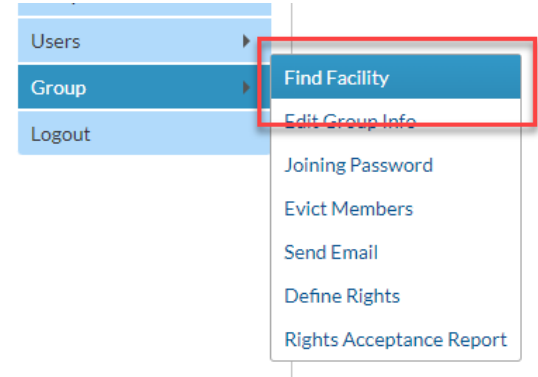 Users
Group
Logout
Find Facility
Edit Group Info
Joining Password
Evict Members
Send Email
Define Rights
Rights Acceptance Report